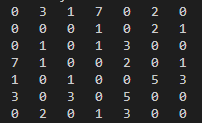 0 3 1 7 0 2 0
0 0 0 1 0 2 1
0 1 0 1 3 0 0
7 1 0 0 2 0 1
1 0 1 0 0 5 3
3 0 3 0 5 0 0
0 2 0 1 3 0 0